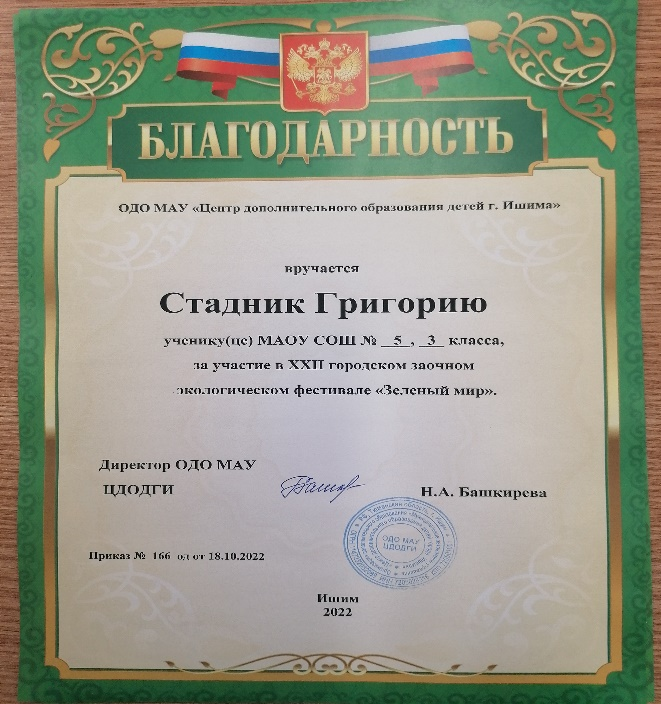 БЛАГОДАРНОСТЬ
ОДО МАУ «Центр дополнительного образования детей г. Ишима»
вручается
Стадник Григорию
ученику(це) МАОУ СОШ № 5 , 3 класса,
за участие в XXП городском заочном
экологическом фестивале «Зеленый мир».
Директор ОДО МАУ
ЦДОДГИ
Н.А. Башкирева
ОДО МАУ
ЦДОДГИ
Приказ № 166 од от 18.10.2022
Ишим
2022